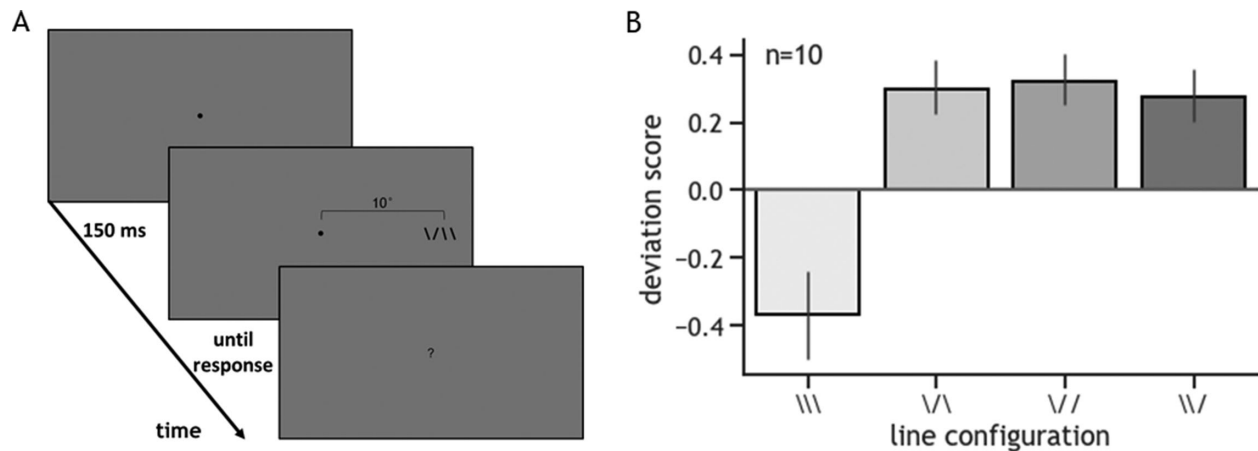 A
10°
\/\\
150 ms
until
response
?
time
B
n=10
0.4
0.2
0.0
−0.2
−0.4
deviation score
\\\
\/\
\//
\\/
line configuration